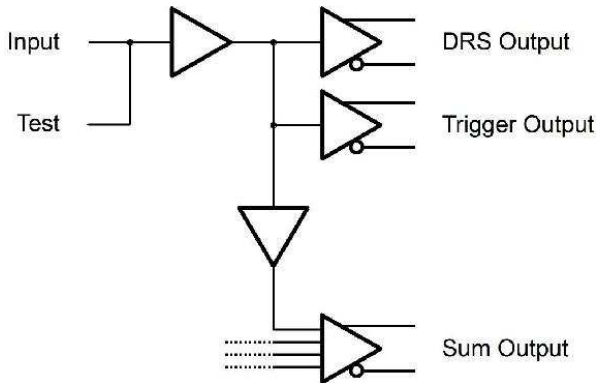 Input
DRS Output
Test
Trigger Output
Sum Output